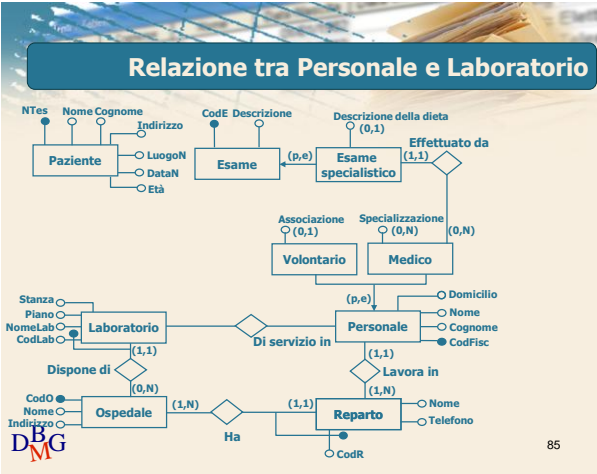 Relazione tra Personale e Laboratorio
NTes Nome Cognome
Indirizzo
Paziente
LuogoN
DataN
Età
CodE Descrizione
Esame
(p,e)
Descrizione della dieta
(0,1)
Esame
specialistico
(1,1)
Effettuato da
(0,N)
Associazione
(0,1)
Volontario
Specializzazione
(0,N)
Medico
(p,e)
Stanza
Piano
NomeLab
CodLab
Laboratorio
(1,1)
Di servizio in
Personale
Domicilio
Nome
Cognome
CodFisc
(1,1)
Dispone di
Lavora in
(0,N)
(1,N)
CodO
Nome
Indirizzo
Ospedale
(1,N)
Ha
(1,1)
Reparto
Nome
Telefono
CodR
DBMG
85